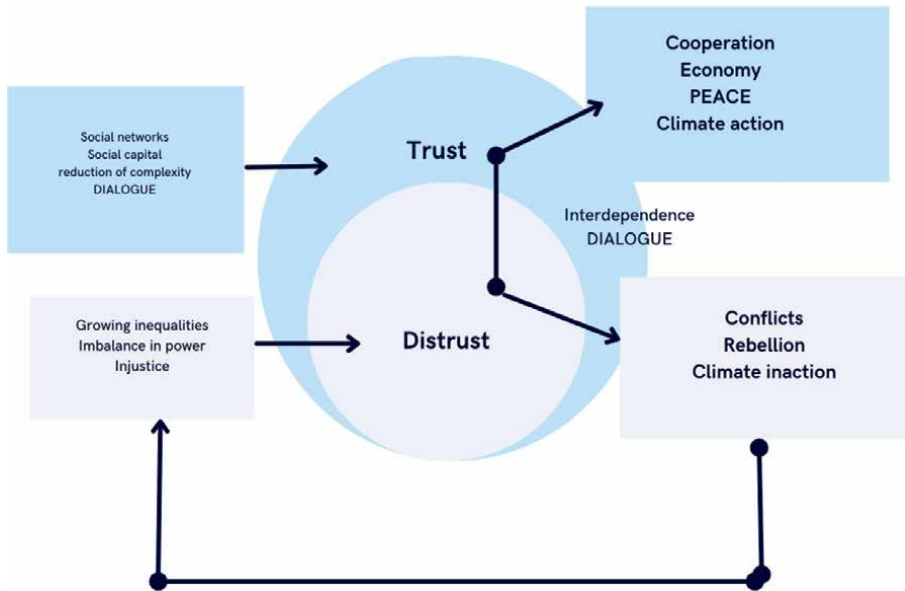 Social networks
Social capital
reduction of complexity
DIALOGUE
Trust
Cooperation
Economy
PEACE
Climate action
Interdependence
DIALOGUE
Growing inequalities
Imbalance in power
Injustice
Distrust
Conflicts
Rebellion
Climate inaction